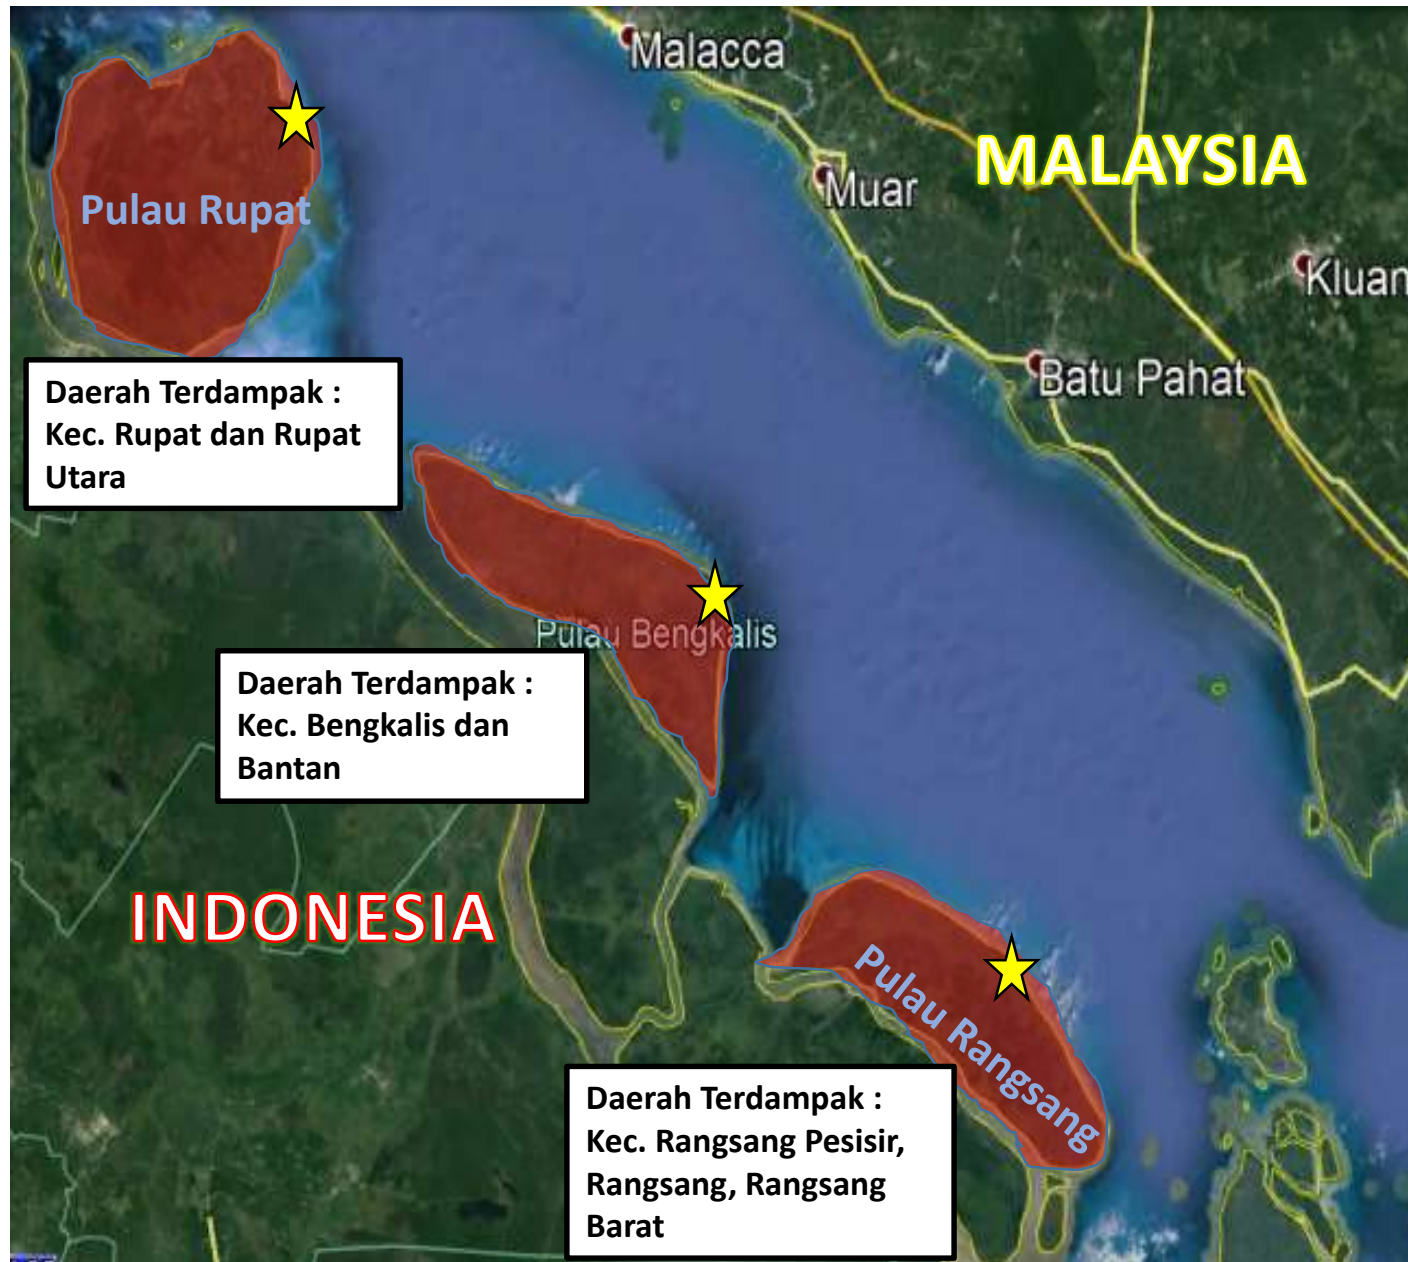 Malacca
MALAYSIA
Muar
Pulau Rupat
Kluan
Batu Pahat
Daerah Terdampak :
Kec. Rupat dan Rupat
Utara
Pulau Bengkalis
Daerah Terdampak :
Kec. Bengkalis dan
Bantan
INDONESIA
Pulau Rangsang
Daerah Terdampak :
Kec. Rangsang Pesisir,
Rangsang, Rangsang
Barat